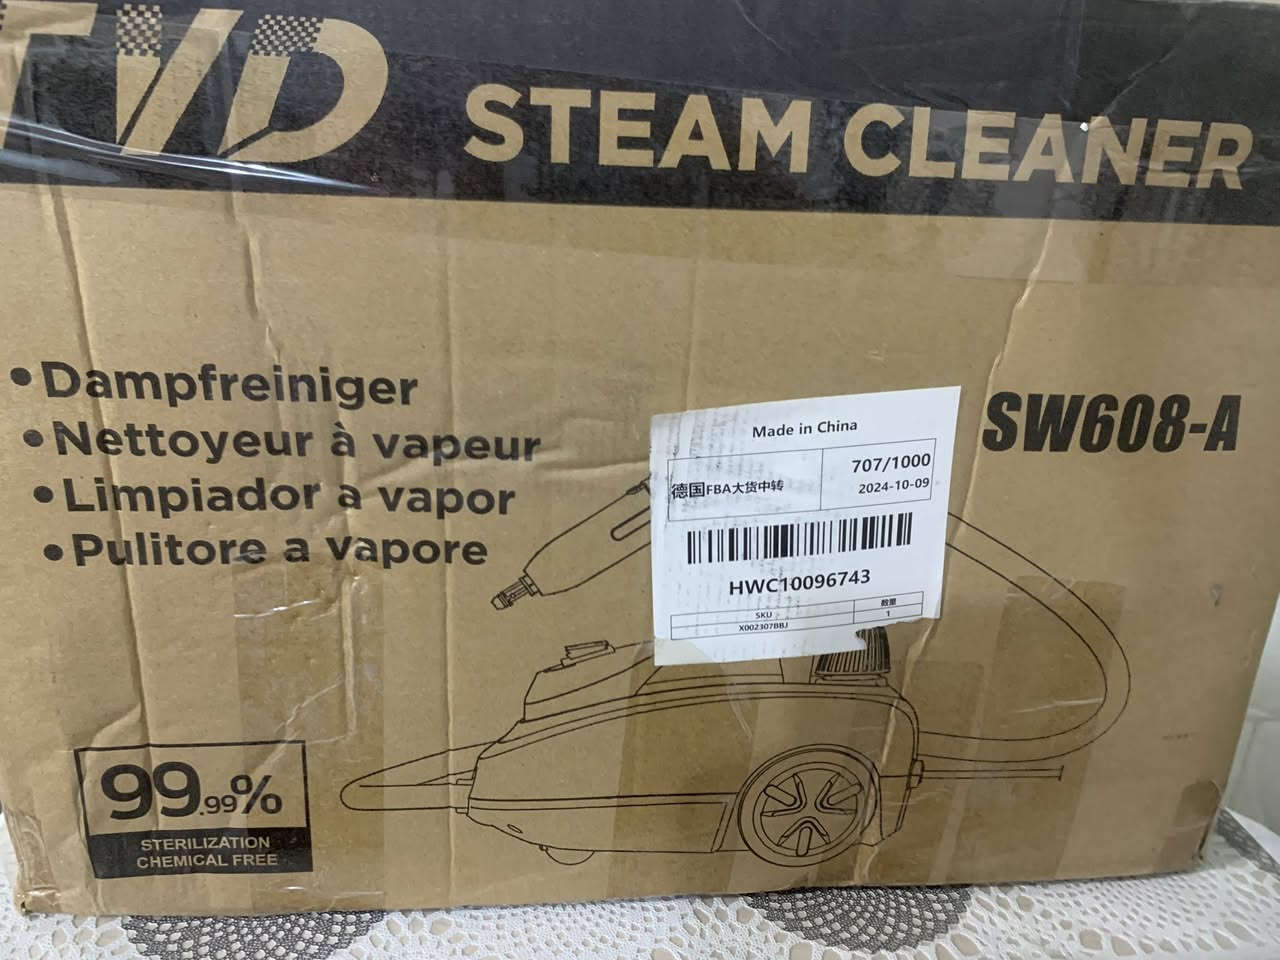 TVD
STEAM CLEANER
•Dampfreiniger
•Nettoyeur à vapeur
•Limpiador a vapor
•Pulitore a vapore
SW608-A
Made in China
德国FBA大货中转
707/1000
2024-10-09
HWC10096743
SKU
数量
X002307BBJ
1
99.99%
STERILIZATION
CHEMICAL FREE